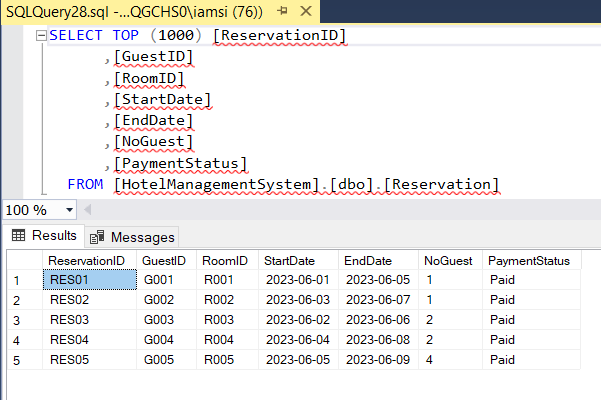 SQLQuery28.sql -...QGCHS0\iamsi (76))
SELECT TOP (1000) [ReservationID]
,[GuestID]
,[RoomID]
,[StartDate]
,[EndDate]
,[NoGuest]
,[PaymentStatus]
FROM [HotelManagementSystem].[dbo].[Reservation]
100 %
Results Messages
ReservationID GuestID RoomID StartDate EndDate NoGuest PaymentStatus
1 RES01 G001 R001 2023-06-01 2023-06-05 1 Paid
2 RES02 G002 R002 2023-06-03 2023-06-07 1 Paid
3 RES03 G003 R003 2023-06-02 2023-06-06 2 Paid
4 RES04 G004 R004 2023-06-04 2023-06-08 2 Paid
5 RES05 G005 R005 2023-06-05 2023-06-09 4 Paid